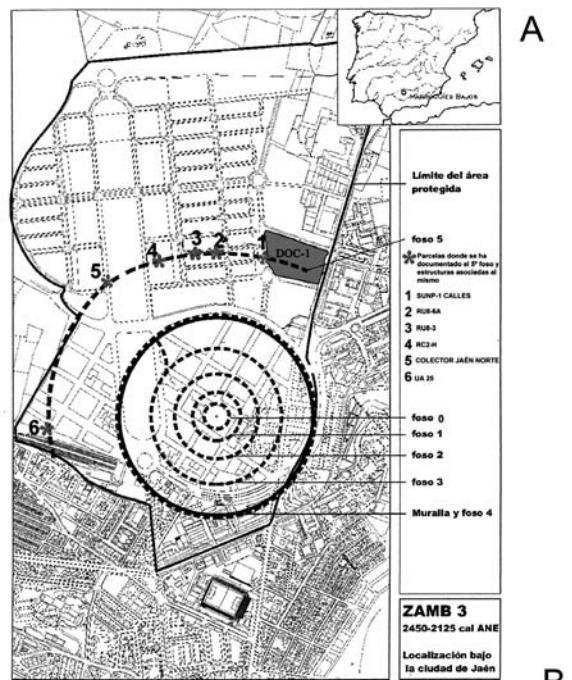 A
MARROQUÍES BAJOS
Límite del área
protegida
foso 5
Parcelas donde se ha
documentado el 5º foso y
estructuras asociadas al
mismo
1 SUNP-1 CALLES
2 RU8-6A
3 RU8-3
4 RC2-H
5 COLECTOR JAÉN NORTE
6 UA 25
DOC-1
1
2
3
4
5
6
foso 0
foso 1
foso 2
foso 3
Muralla y foso 4
ZAMB 3
2450-2125 cal ANE
Localización bajo
la ciudad de Jaén